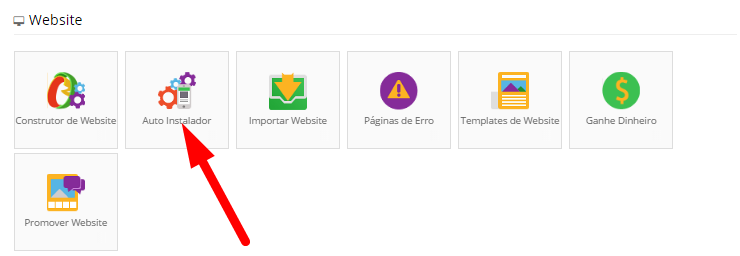 Website
Construtor de Website
Auto Instalador
Importar Website
Páginas de Erro
Templates de Website
Ganhe Dinheiro
Promover Website